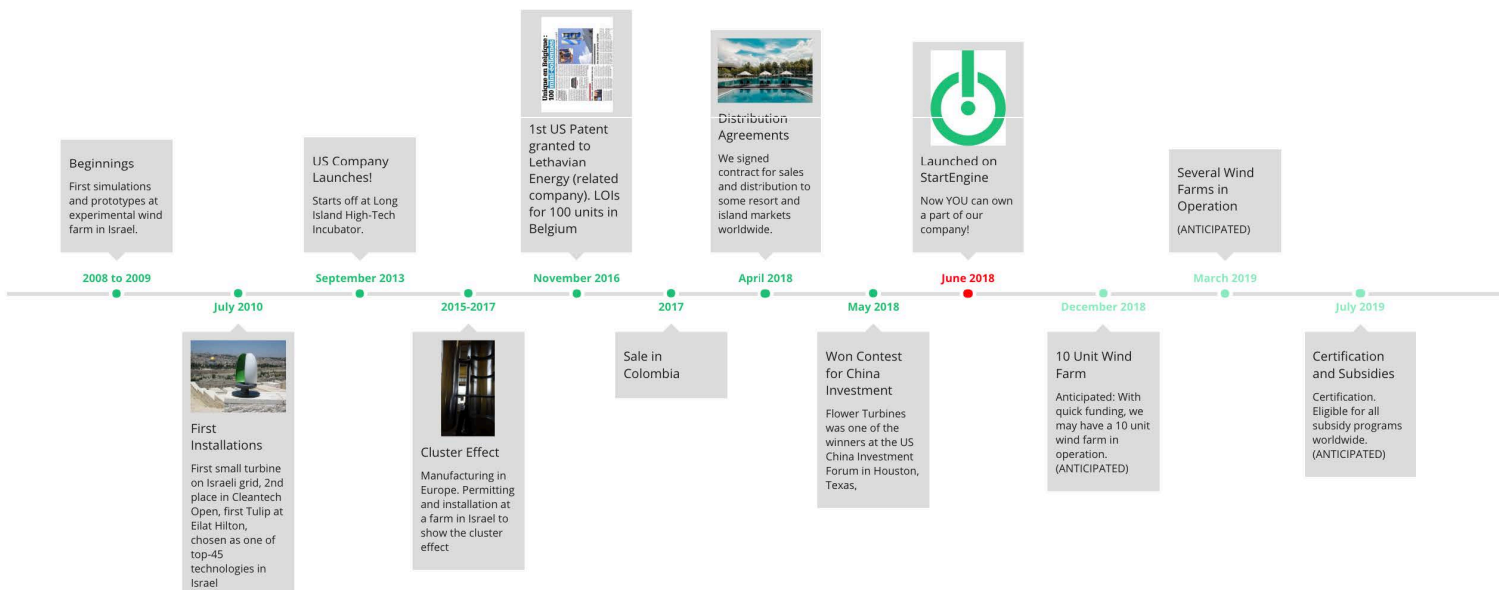 Unique en Belgique :
100 mini-éoliennes
Beginnings
First simulations
and prototypes at
experimental wind
farm in Israel.
2008 to 2009
July 2010
First
Installations
First small turbine
on Israeli grid, 2nd
place in Cleantech
Open, first Tulip at
Eilat Hilton,
chosen as one of
top-45
technologies in
Israel
US Company
Launches!
Starts off at Long
Island High-Tech
Incubator.
September 2013
2015-2017
Cluster Effect
Manufacturing in
Europe. Permitting
and installation at
a farm in Israel to
show the cluster
effect
1st US Patent
granted to
Lethavian
Energy (related
company). LOIs
for 100 units in
Belgium
November 2016
2017
Sale in
Colombia
Distribution
Agreements
We signed
contract for sales
and distribution to
some resort and
island markets
worldwide.
April 2018
May 2018
Won Contest
for China
Investment
Flower Turbines
was one of the
winners at the US
China Investment
Forum in Houston,
Texas,
Launched on
StartEngine
Now YOU can own
a part of our
company!
June 2018
December 2018
10 Unit Wind
Farm
Anticipated: With
quick funding, we
may have a 10 unit
wind farm in
operation.
(ANTICIPATED)
Several Wind
Farms in
Operation
(ANTICIPATED)
March 2019
July 2019
Certification
and Subsidies
Certification.
Eligible for all
subsidy programs
worldwide.
(ANTICIPATED)